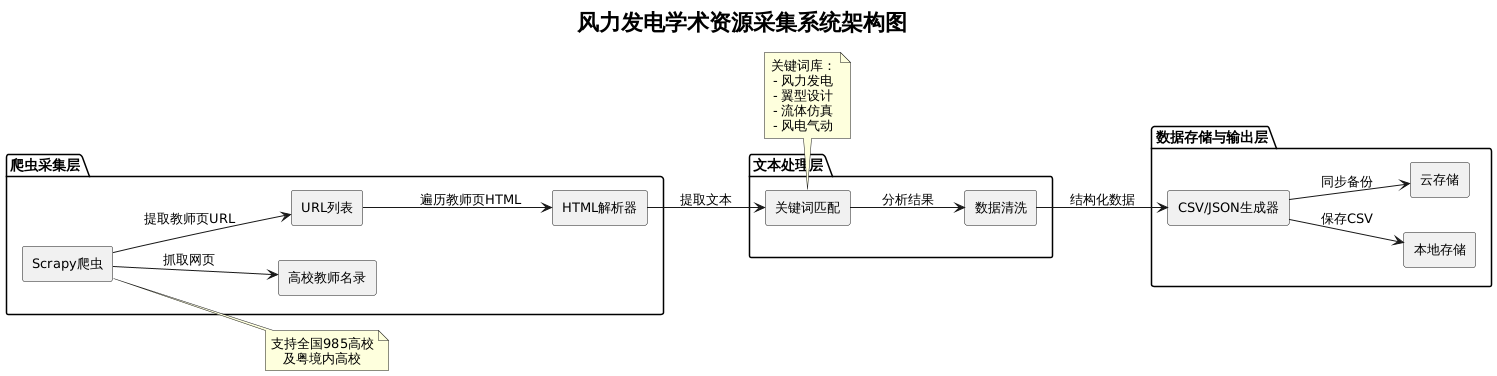 风力发电学术资源采集系统架构图
关键词库：
- 风力发电
- 翼型设计
- 流体仿真
- 风电气动
爬虫采集层
Scrapy爬虫
提取教师页URL
抓取网页
URL列表
高校教师名录
遍历教师页HTML
HTML解析器
支持全国985高校
及粤境内高校
提取文本
文本处理层
关键词匹配
分析结果
数据清洗
结构化数据
数据存储与输出层
CSV/JSON生成器
同步备份
保存CSV
云存储
本地存储